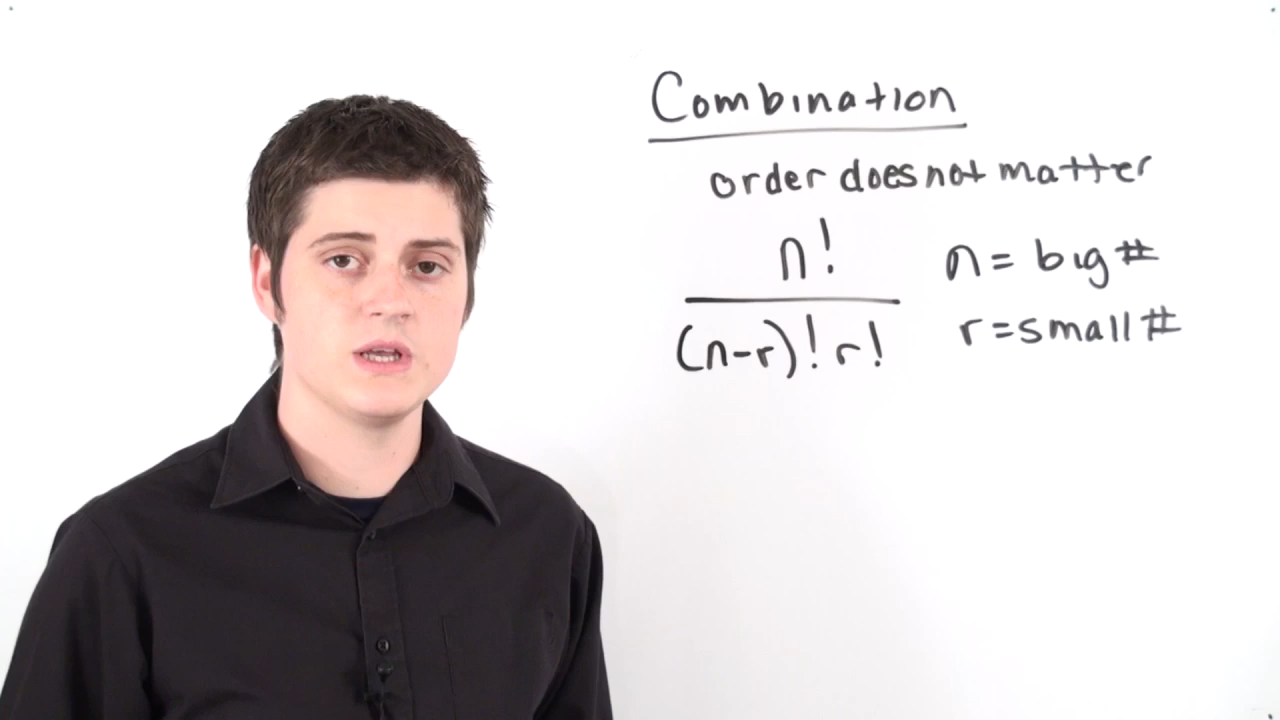 Combination
order does not matter
n!
(n-r)! r!
n = big #
r = small #